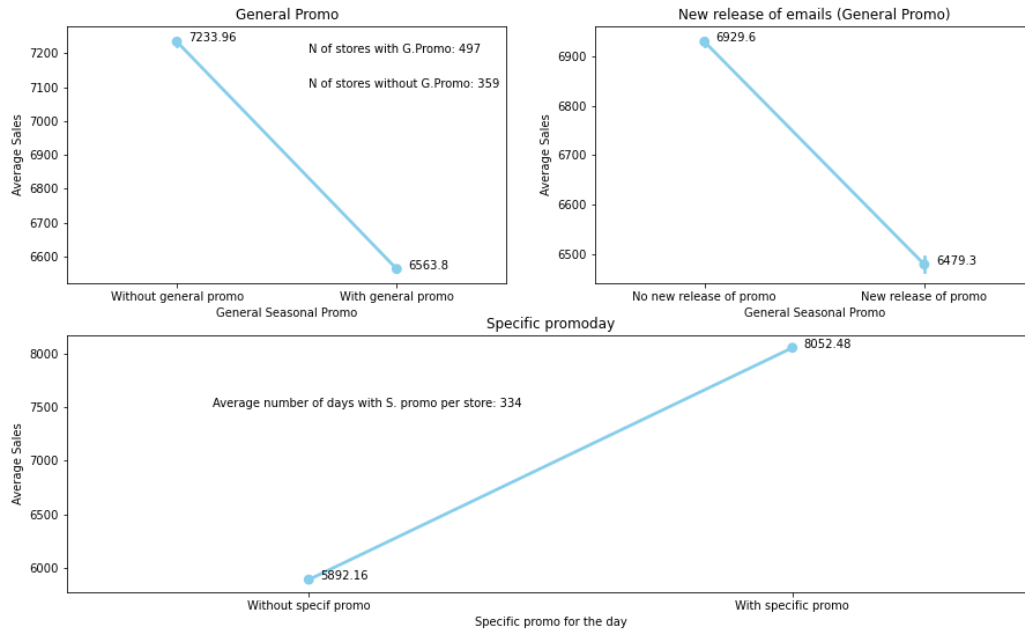 General Promo
7233.96
N of stores with G.Promo: 497
N of stores without G.Promo: 359
6563.8
7200
7100
7000
6900
6800
6700
6600
Average Sales
Without general promo
With general promo
General Seasonal Promo
New release of emails (General Promo)
6929.6
6479.3
6900
6800
6700
6600
6500
Average Sales
No new release of promo
New release of promo
General Seasonal Promo
Specific promoday
8052.48
Average number of days with S. promo per store: 334
5892.16
8000
7500
7000
6500
6000
Average Sales
Without specif promo
With specific promo
Specific promo for the day